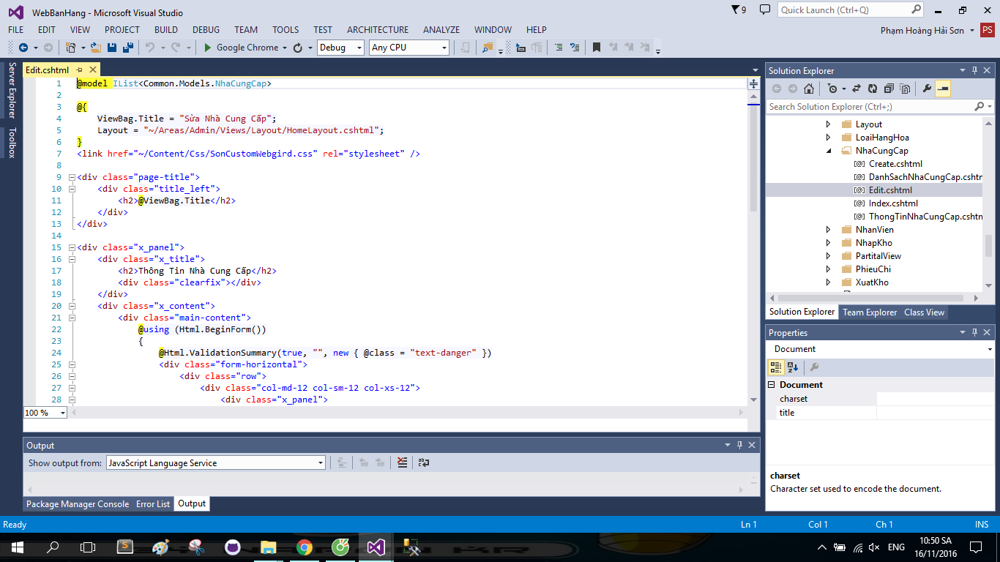 WebBanHang - Microsoft Visual Studio
9
Quick Launch (Ctrl+Q)
FILE EDIT VIEW PROJECT BUILD DEBUG TEAM TOOLS TEST ARCHITECTURE ANALYZE WINDOW HELP
Phạm Hoàng Hải Sơn
PS
Google Chrome
Debug
Any CPU
Server Explorer
Toolbox
Edit.cshtml
1 @model IList<Common.Models.NhaCungCap>
2
3 @{
4 ViewBag.Title = "Sửa Nhà Cung Cấp";
5 Layout = "~/Areas/Admin/Views/Layout/HomeLayout.cshtml";
6 }
7 <link href="~/Content/Css/SonCustomWebgird.css" rel="stylesheet" />
8
9 <div class="page-title">
10 <div class="title_left">
11 <h2>@ViewBag.Title</h2>
12 </div>
13 </div>
14
15 <div class="x_panel">
16 <div class="x_title">
17 <h2>Thông Tin Nhà Cung Cấp</h2>
18 <div class="clearfix"></div>
19 </div>
20 <div class="x_content">
21 <div class="main-content">
22 @using (Html.BeginForm())
23 {
24 @Html.ValidationSummary(true, "", new { @class = "text-danger" })
25 <div class="form-horizontal">
26 <div class="row">
27 <div class="col-md-12 col-sm-12 col-xs-12">
28 <div class="x_panel">
100 %
Output
Show output from: JavaScript Language Service
Package Manager Console Error List Output
Solution Explorer
Search Solution Explorer (Ctrl+;)
Layout
LoaiHangHoa
NhaCungCap
Create.cshtml
DanhSachNhaCungCap.cshtm
Edit.cshtml
Index.cshtml
ThongTinNhaCungCap.cshtm
NhanVien
NhapKho
PartitalView
PhieuChi
XuatKho
Solution Explorer Team Explorer Class View
Properties
Document
Document
charset
title
charset
Character set used to encode the document.
Ready
Ln 1 Col 1 Ch 1 INS
ENG
10:50 SA
16/11/2016